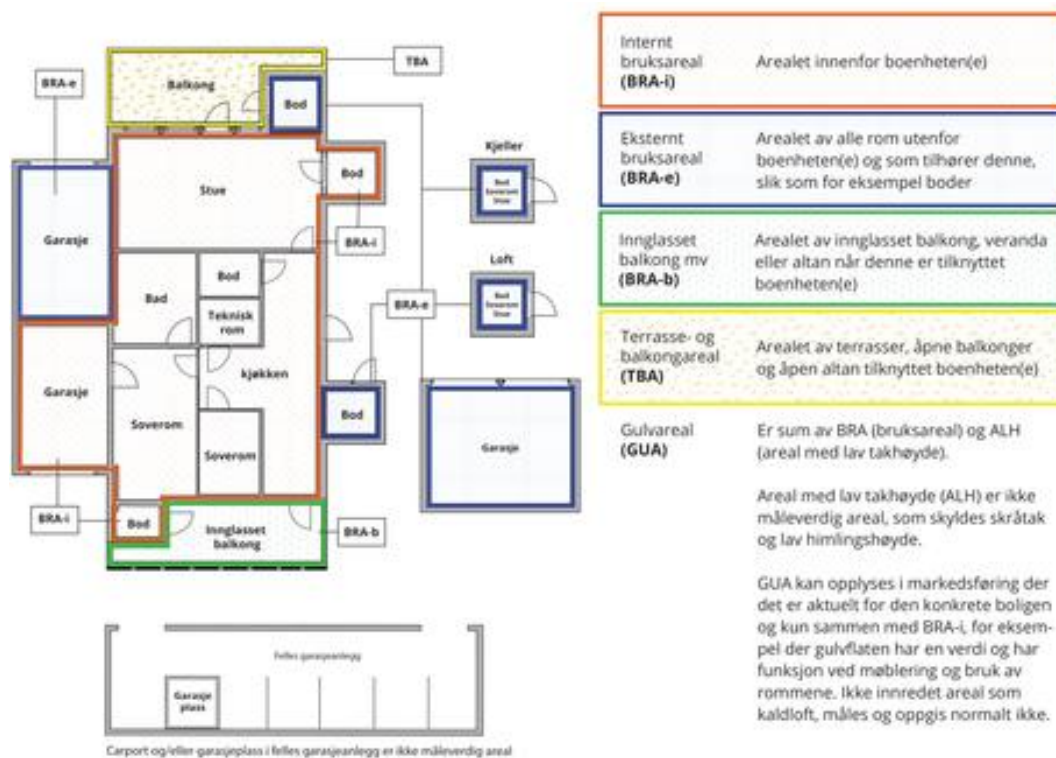 TBA
BRA-e
Balkong
Bod
Kjeller
Bod
Soverom
Stue
Stue
Bod
Garasje
BRA-i
Loft
Bod
Bod
Soverom
Stue
Bad
BRA-e
Teknisk
rom
kjøkken
Garasje
Bod
Soverom
Soverom
Garasje
BRA-i
Bod
Innglasset
balkong
BRA-b
Felles garasjeanlegg
Garasje
plass
Carport og/eller garasjeplass i felles garasjeanlegg er ikke måleverdig areal
Internt
bruksareal
(BRA-i)
Arealet innenfor boenheten(e)
Eksternt
bruksareal
(BRA-e)
Arealet av alle rom utenfor
boenheten(e) og som tilhører denne,
slik som for eksempel boder
Innglasset
balkong mv
(BRA-b)
Arealet av innglasset balkong, veranda
eller altan når denne er tilknyttet
boenheten(e)
Terrasse- og
balkongareal
(TBA)
Arealet av terrasser, åpne balkonger
og åpen altan tilknyttet boenheten(e)
Gulvareal
(GUA)
Er sum av BRA (bruksareal) og ALH
(areal med lav takhøyde).
Areal med lav takhøyde (ALH) er ikke
måleverdig areal, som skyldes skråtak
og lav himlingshøyde.
GUA kan opplyses i markedsføring der
det er aktuelt for den konkrete boligen
og kun sammen med BRA-i, for eksem-
pel der gulvflaten har en verdi og har
funksjon ved møblering og bruk av
rommene. Ikke innredet areal som
kaldloft, måles og oppgis normalt ikke.